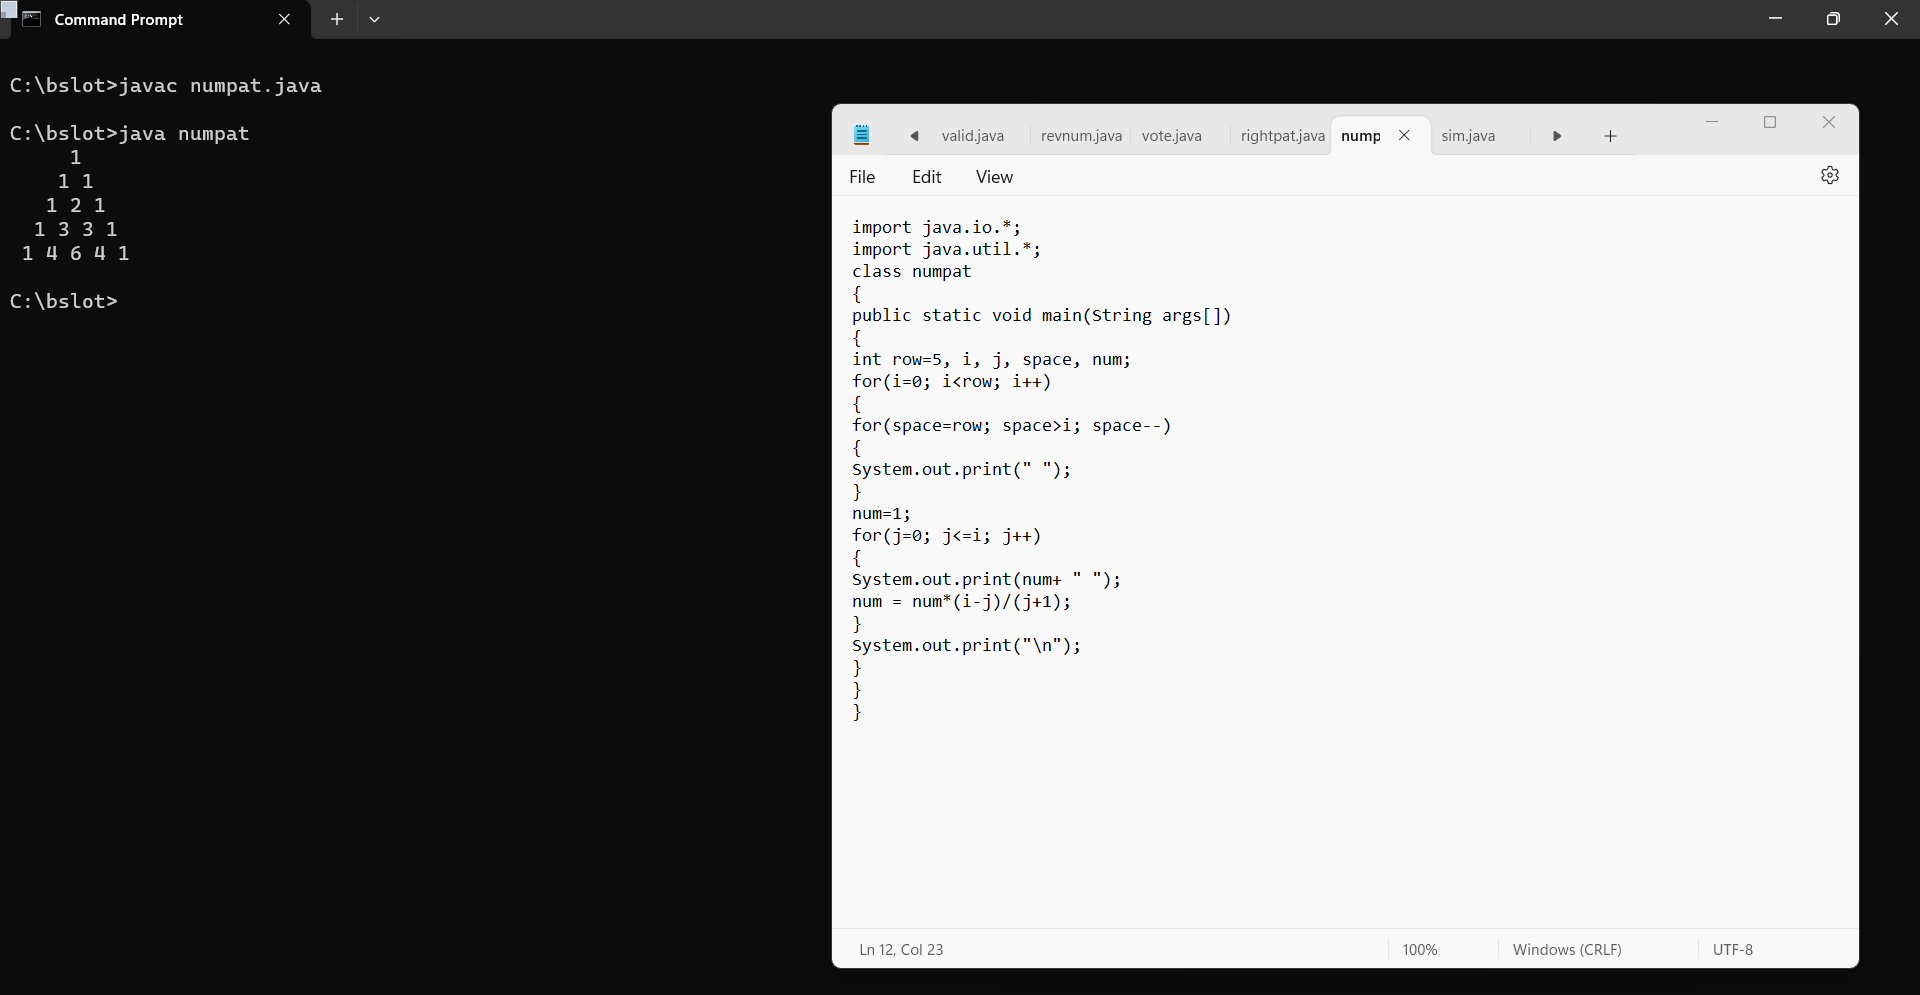 Command Prompt
C:\bslot>javac numpat.java
C:\bslot>java numpat
1
1 1
1 2 1
1 3 3 1
1 4 6 4 1
C:\bslot>
valid.java revnum.java vote.java rightpat.java nump sim.java
File Edit View
import java.io.*;
import java.util.*;
class numpat
{
public static void main(String args[])
{
int row=5, i, j, space, num;
for(i=0; i<row; i++)
{
for(space=row; space>i; space--)
{
System.out.print(" ");
}
num=1;
for(j=0; j<=i; j++)
{
System.out.print(num+ " ");
num = num*(i-j)/(j+1);
}
System.out.print("\n");
}
}
}
Ln 12, Col 23 100% Windows (CRLF) UTF-8